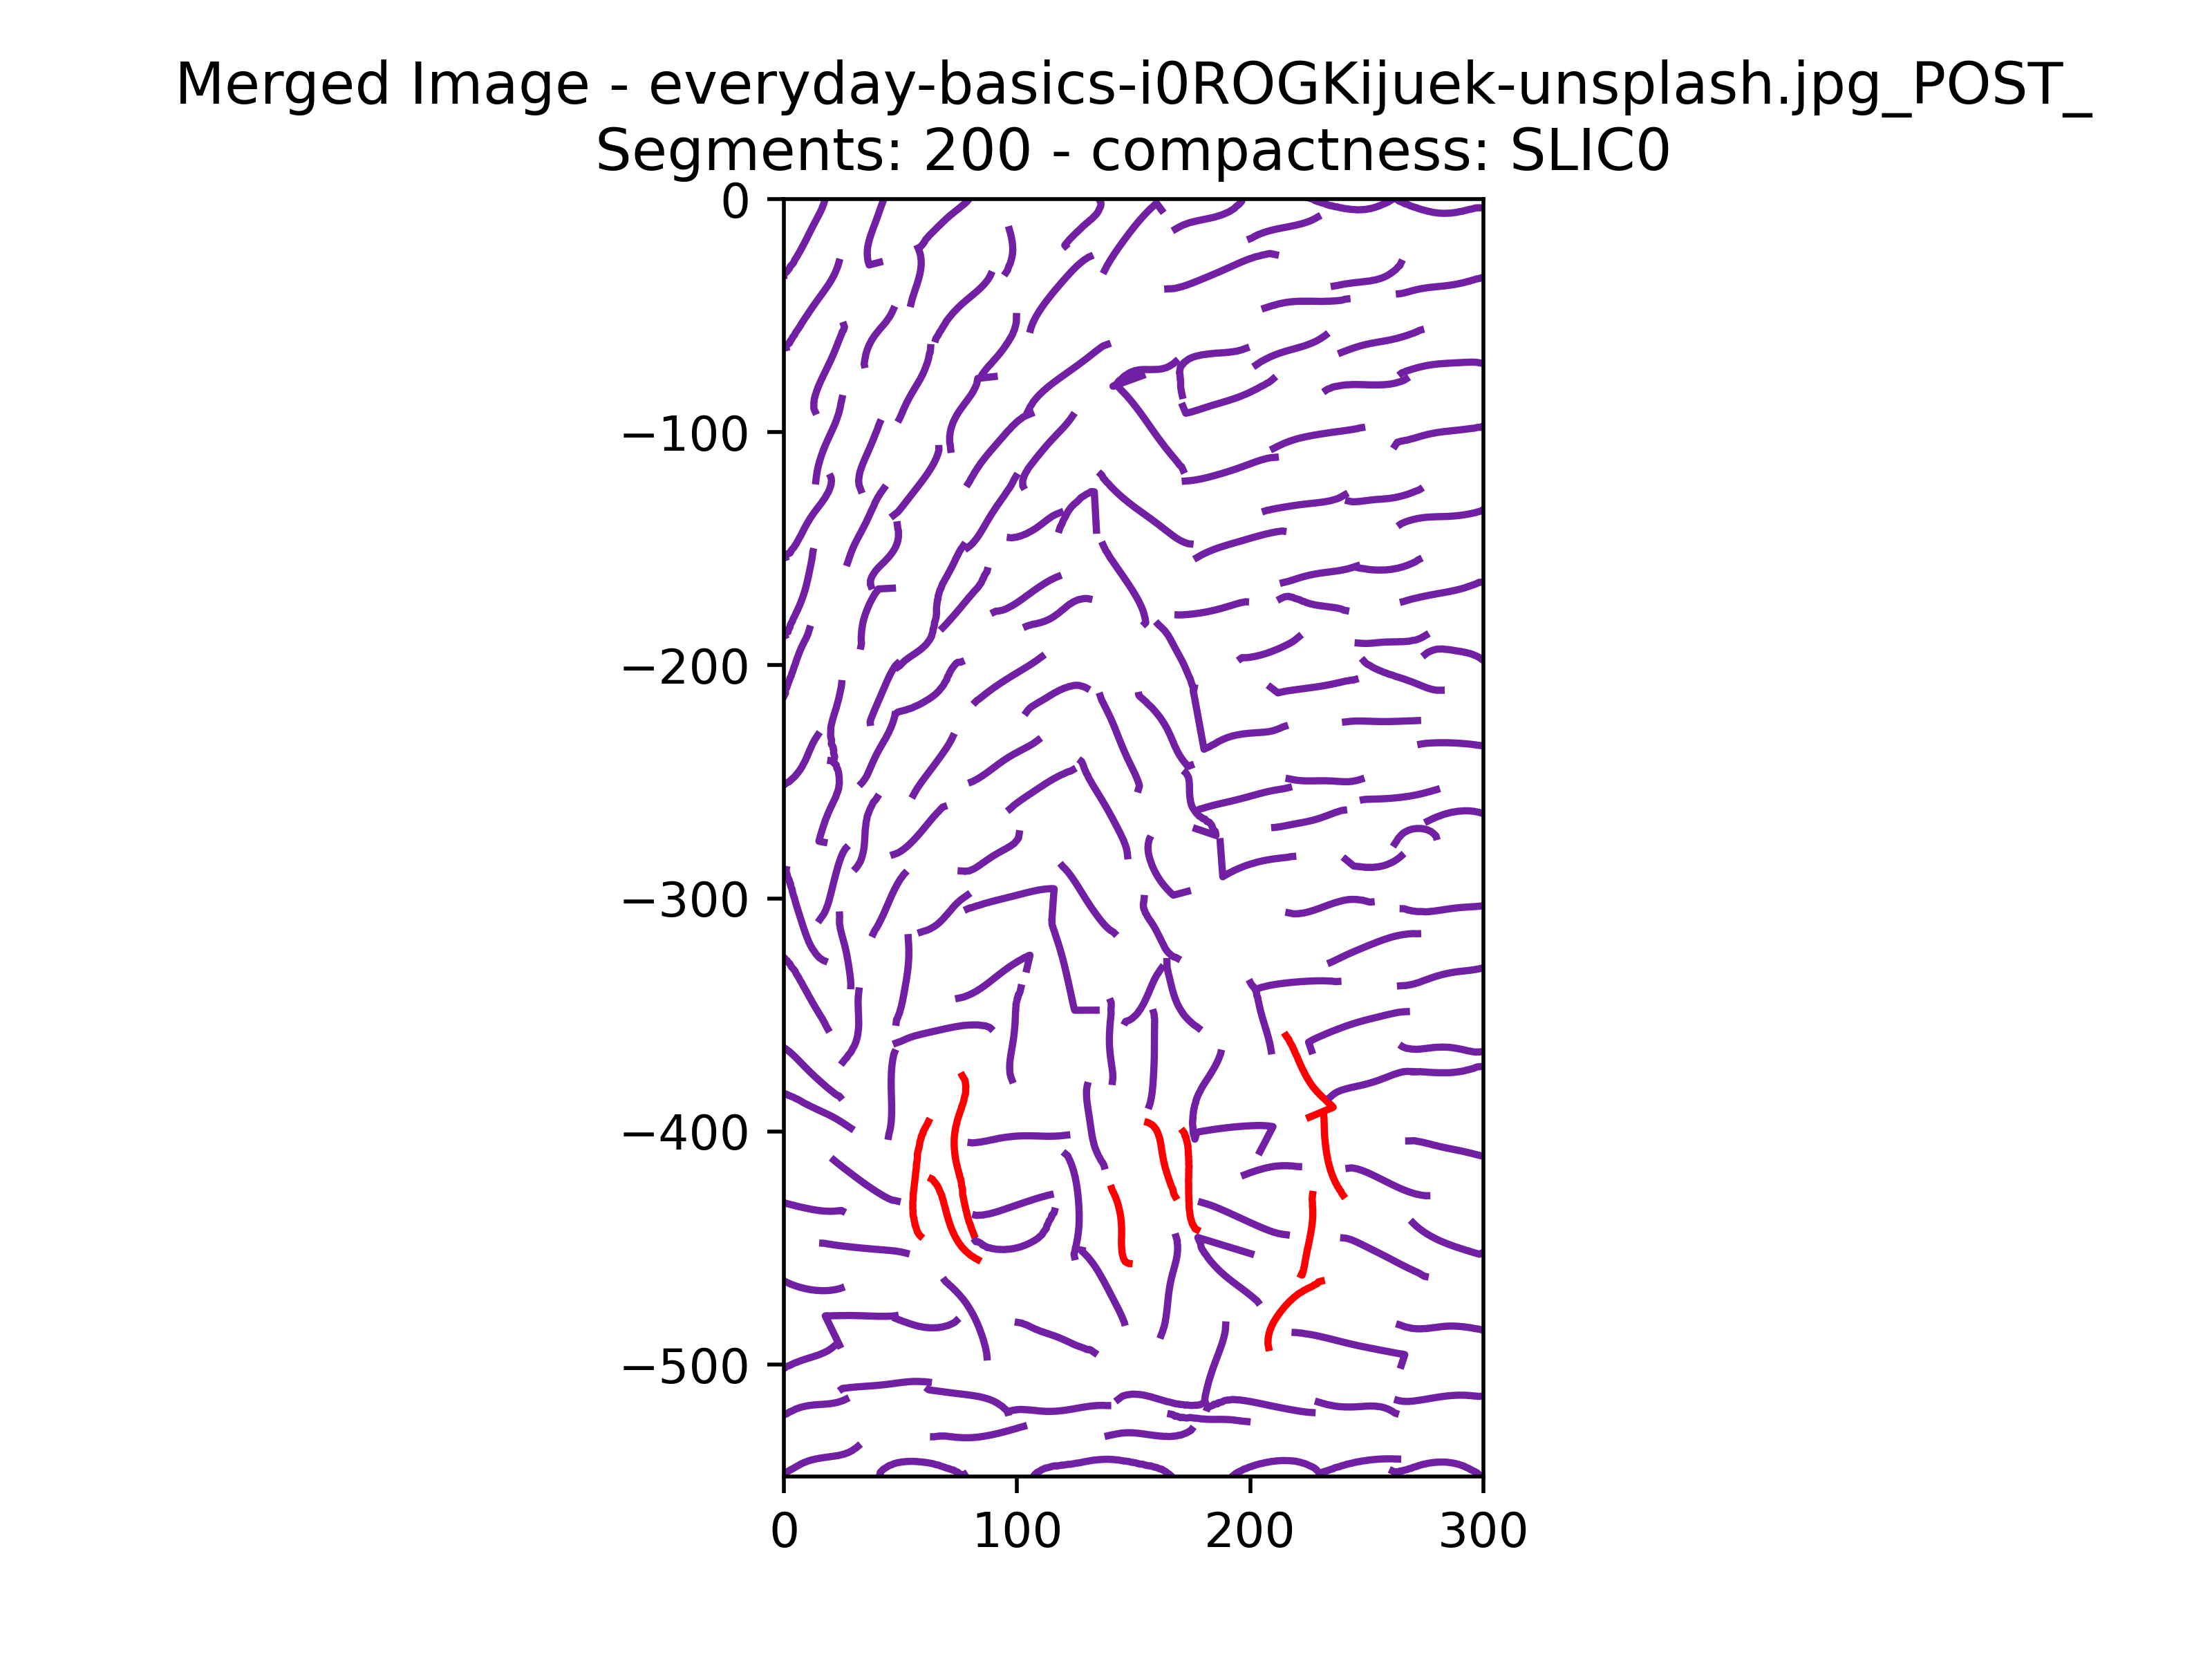 Merged Image - everyday-basics-i0ROGKijuek-unsplash.jpg_POST_
Segments: 200 - compactness: SLIC0
0
−100
−200
−300
−400
−500
0 100 200 300